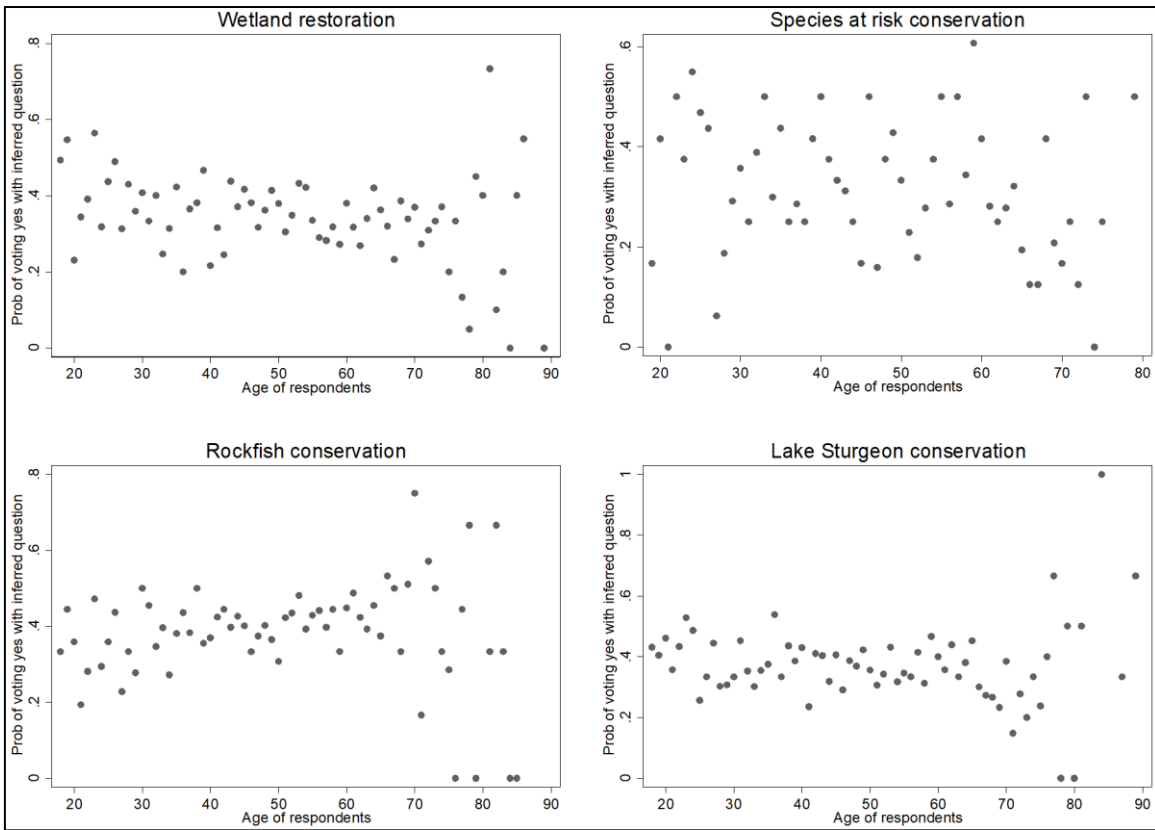 Wetland restoration
Prob of voting yes with inferred question
.8
.6
.4
.2
0
20 30 40 50 60 70 80 90
Age of respondents
Species at risk conservation
Prob of voting yes with inferred question
.6
.4
.2
0
20 30 40 50 60 70 80
Age of respondents
Rockfish conservation
Prob of voting yes with inferred question
.8
.6
.4
.2
0
20 30 40 50 60 70 80 90
Age of respondents
Lake Sturgeon conservation
Prob of voting yes with inferred question
1
.8
.6
.4
.2
0
20 30 40 50 60 70 80 90
Age of respondents